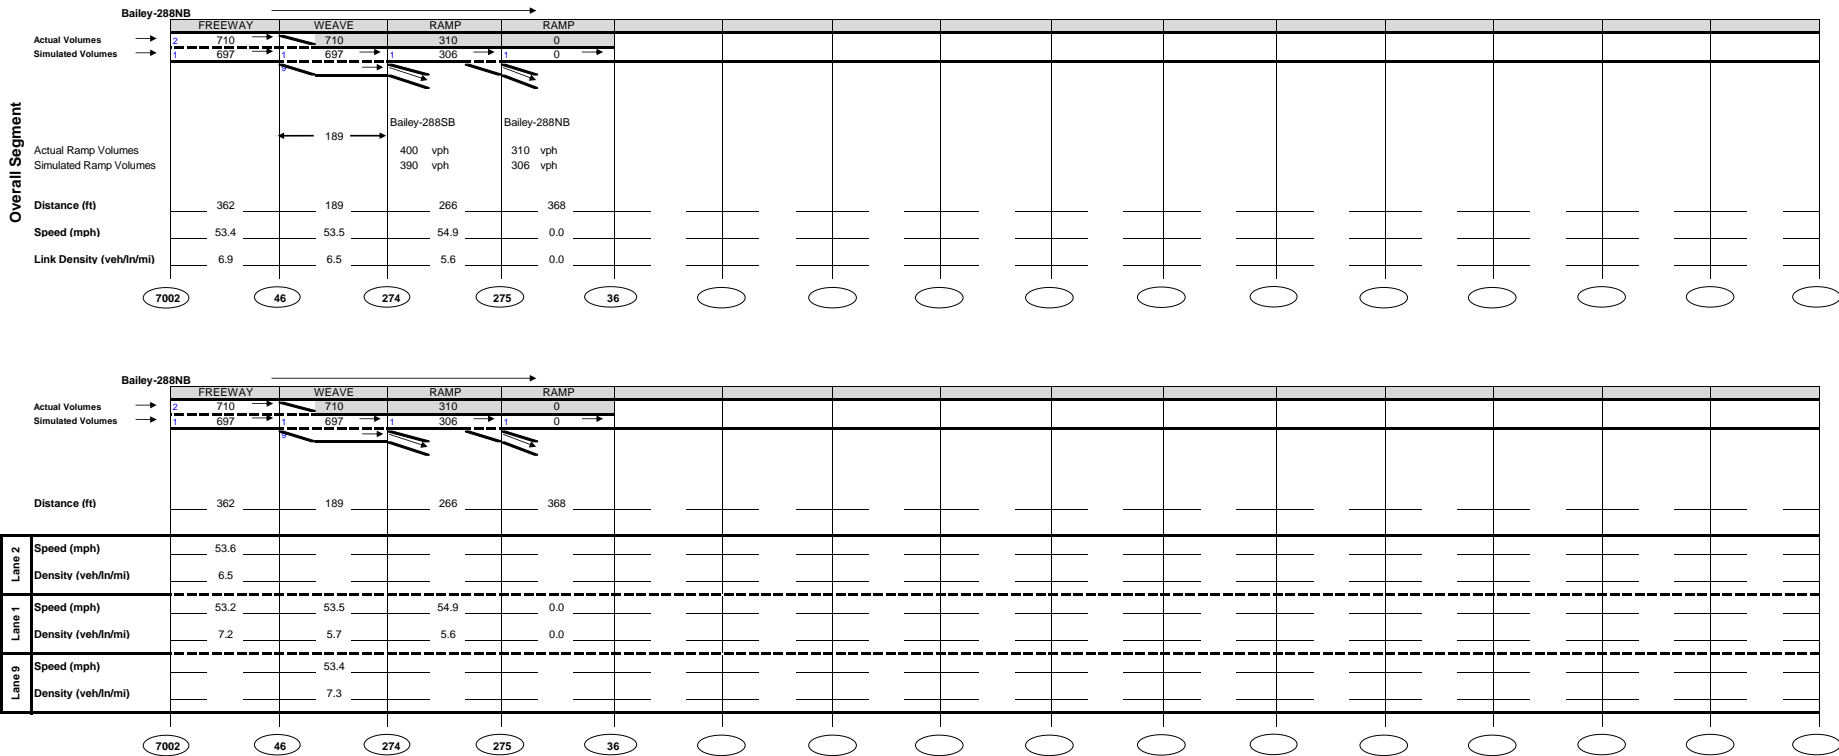 Bailey-288NB
FREEWAY WEAVE RAMP RAMP
Actual Volumes 2 710 710 310 0
Simulated Volumes 1 697 1 697 1 306 1 0
9
Overall Segment
Bailey-288SB Bailey-288NB
189
Actual Ramp Volumes 400 vph 310 vph
Simulated Ramp Volumes 390 vph 306 vph
Distance (ft) 362 189 266 368
Speed (mph) 53.4 53.5 54.9 0.0
Link Density (veh/ln/mi) 6.9 6.5 5.6 0.0
7002 46 274 275 36
Bailey-288NB
FREEWAY WEAVE RAMP RAMP
Actual Volumes 2 710 710 310 0
Simulated Volumes 1 697 1 697 1 306 1 0
9
Distance (ft) 362 189 266 368
Lane 2
Speed (mph) 53.6
Density (veh/ln/mi) 6.5
Lane 1
Speed (mph) 53.2 53.5 54.9 0.0
Density (veh/ln/mi) 7.2 5.7 5.6 0.0
Lane 9
Speed (mph) 53.4
Density (veh/ln/mi) 7.3
7002 46 274 275 36